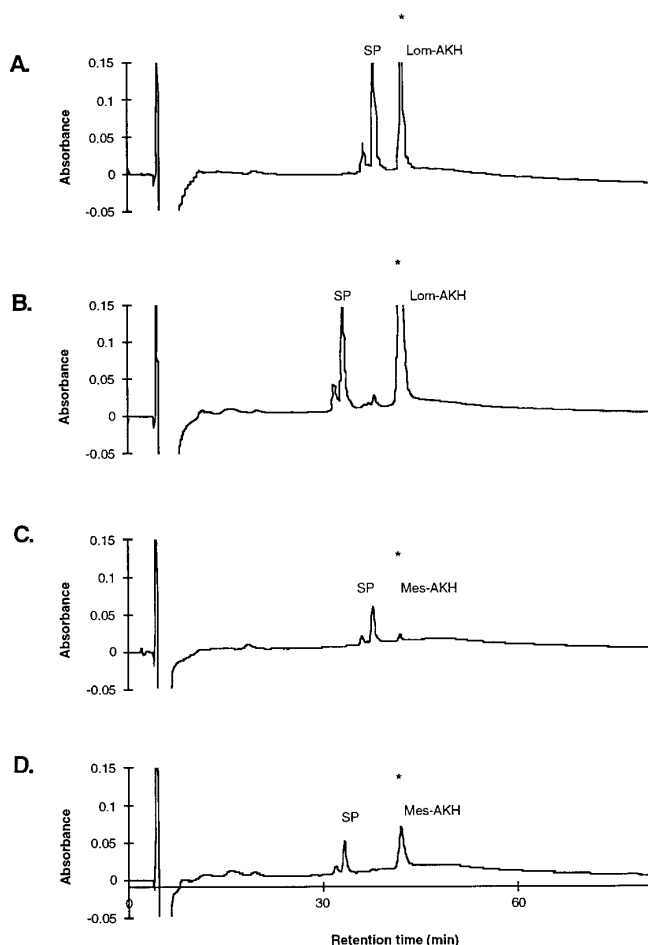 *
SP Lom-AKH
A.
0.15
0.1
0.05
0
-0.05
Absorbance
*
SP Lom-AKH
B.
0.15
0.1
0.05
0
-0.05
Absorbance
*
SP Mes-AKH
C.
0.15
0.1
0.05
0
-0.05
Absorbance
*
SP Mes-AKH
D.
0.15
0.1
0.05
0
-0.05
Absorbance
0 30 60
Retention time (min)